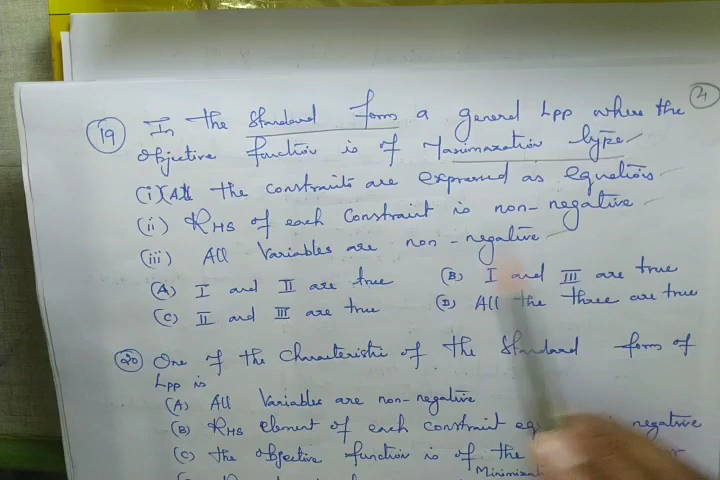 4
19 In the Standard form a general Lpp where the
objective function is of Maximazation type
(i) All the constraints are expressed as equations
(ii) RHS of each constraint is non-negative
(iii) All Variables are non-negative
(A) I and II are true (B) I and III are true
(C) II and III are true (D) All the three are true
20 One of the characteristic of the Standard form of
Lpp is
(A) All Variables are non-negative
(B) RHS element of each constraint negative
(C) the objective function is of the